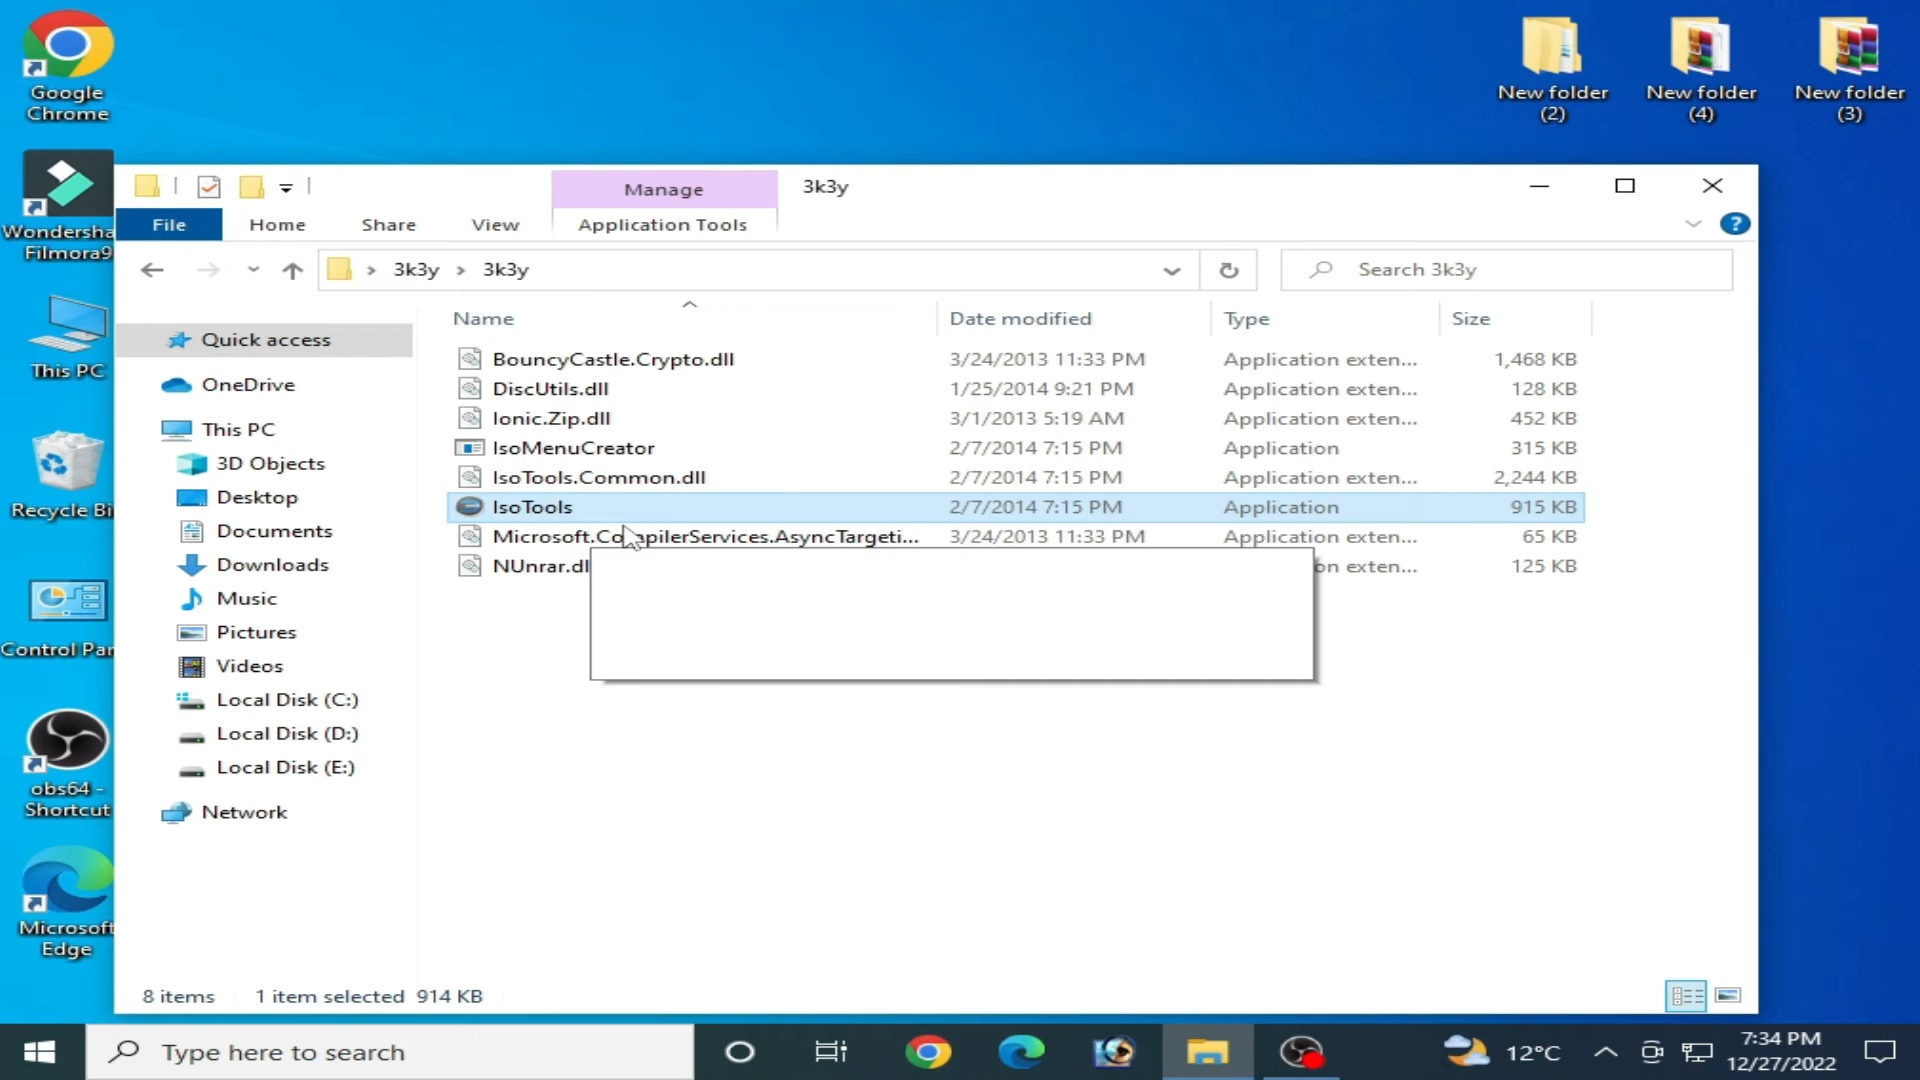 Google
Chrome
New folder
(2)
New folder
(4)
New folder
(3)
Wondersha
Filmora9
This PC
Recycle Bi
Control Par
obs64 -
Shortcut
Microsoft
Edge
Manage
3k3y
File
Home
Share
View
Application Tools
?
3k3y
3k3y
Search 3k3y
Name
Date modified
Type
Size
Quick access
OneDrive
This PC
3D Objects
Desktop
Documents
Downloads
Music
Pictures
Videos
Local Disk (C:)
Local Disk (D:)
Local Disk (E:)
Network
BouncyCastle.Crypto.dll 3/24/2013 11:33 PM Application exten... 1,468 KB
DiscUtils.dll 1/25/2014 9:21 PM Application exten... 128 KB
Ionic.Zip.dll 3/1/2013 5:19 AM Application exten... 452 KB
IsoMenuCreator 2/7/2014 7:15 PM Application 315 KB
IsoTools.Common.dll 2/7/2014 7:15 PM Application exten... 2,244 KB
IsoTools 2/7/2014 7:15 PM Application 915 KB
Microsoft.CompilerServices.AsyncTargeti... 3/24/2013 11:33 PM Application exten... 65 KB
NUnrar.dl on exten... 125 KB
8 items 1 item selected 914 KB
Type here to search
12°C
7:34 PM
12/27/2022